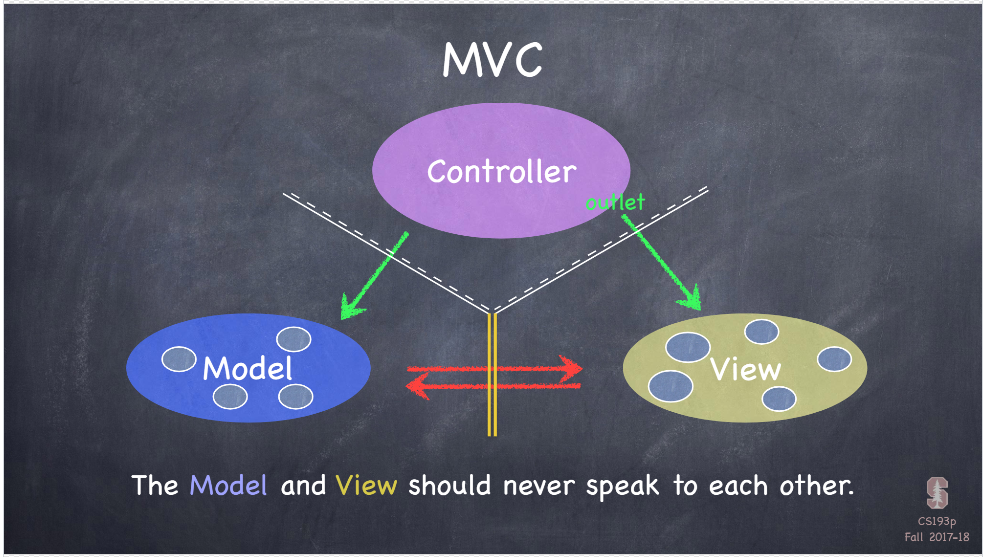 MVC
Controller
outlet
Model
View
The Model and View should never speak to each other.
CS193p
Fall 2017-18